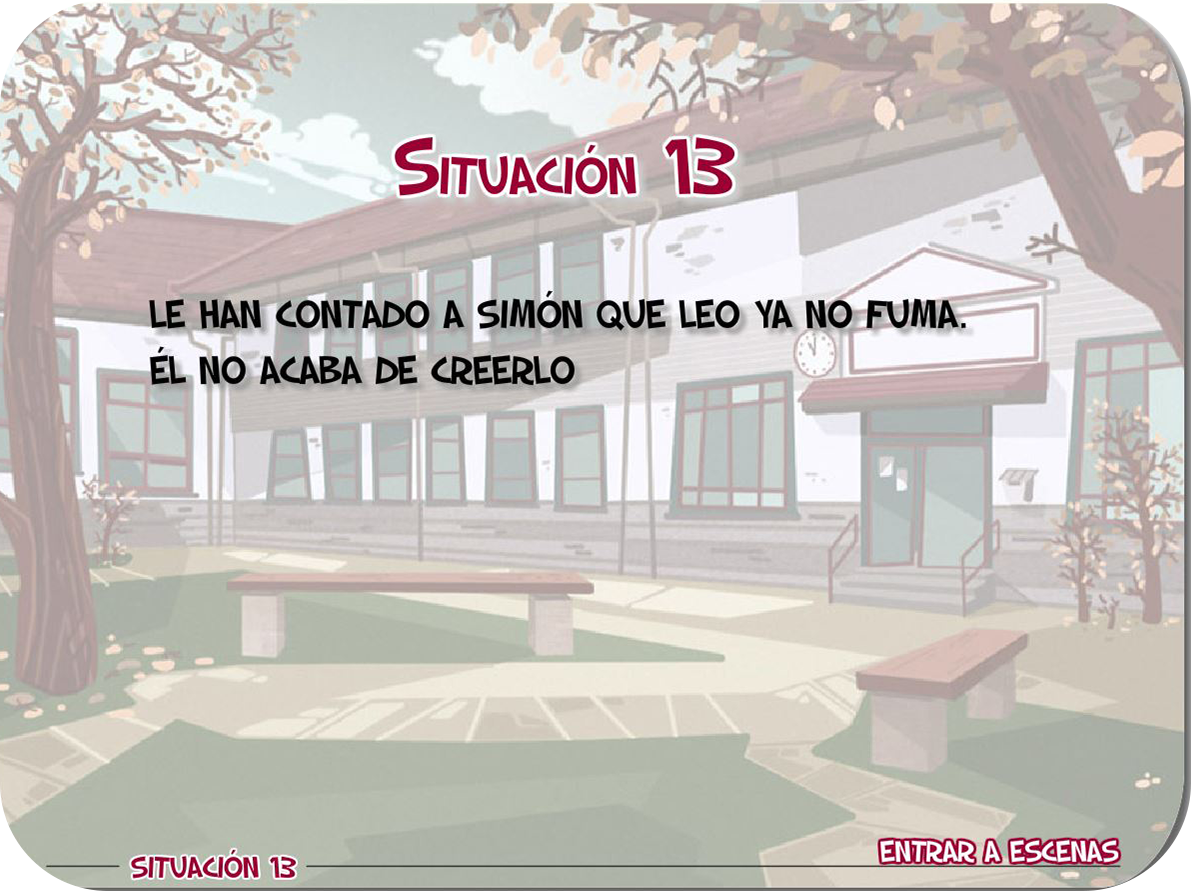 SITUACIÓN 13
LE HAN CONTADO A SIMÓN QUE LEO YA NO FUMA.
ÉL NO ACABA DE CREERLO
SITUACIÓN 13
ENTRAR A ESCENAS